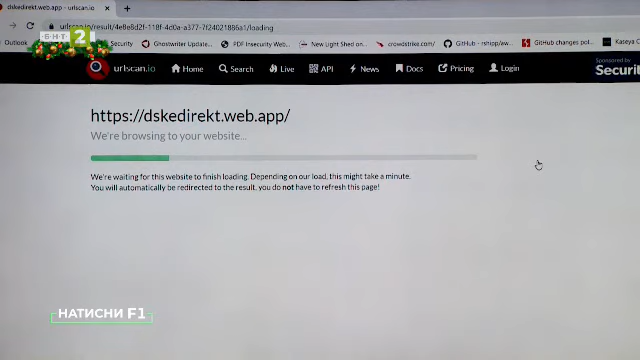 dskedirekt.web.app - urlscan.io
urlscan.io/result/4e8e8d2f-118f-4d0a-a377-7f24021886a1/loading
Outlook
Security
Ghostwriter Update...
PDF Insecurity Web...
New Light Shed on...
crowdstrike.com/
GitHub - rshipp/aw...
GitHub changes pol...
Kaseya
БНТ 2
urlscan.io
Home
Search
Live
API
News
Docs
Pricing
Login
Sponsored by:
Securit
https://dskedirekt.web.app/
We're browsing to your website...
We're waiting for this website to finish loading. Depending on our load, this might take a minute.
You will automatically be redirected to the result, you do not have to refresh this page!
НАТИСНИ F1